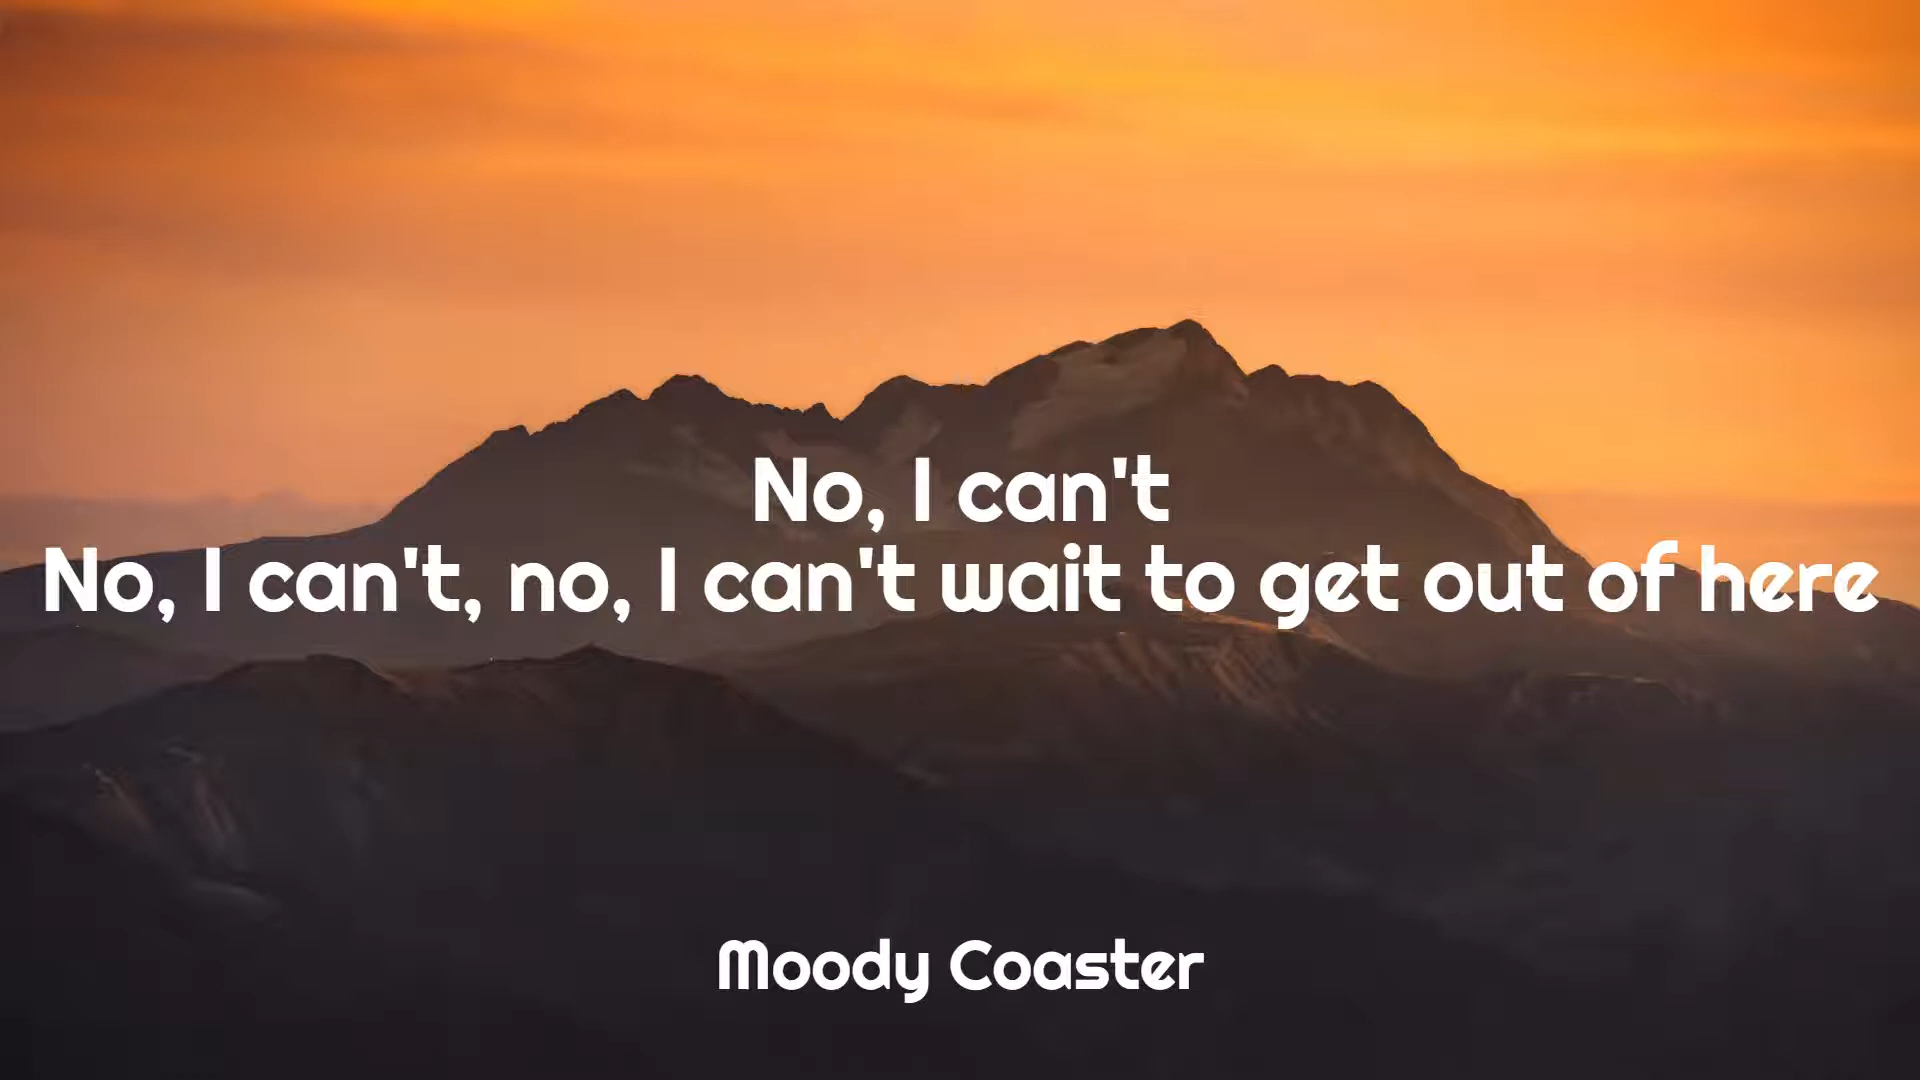 No, I can't
No, I can't, no, I can't wait to get out of here
Moody Coaster